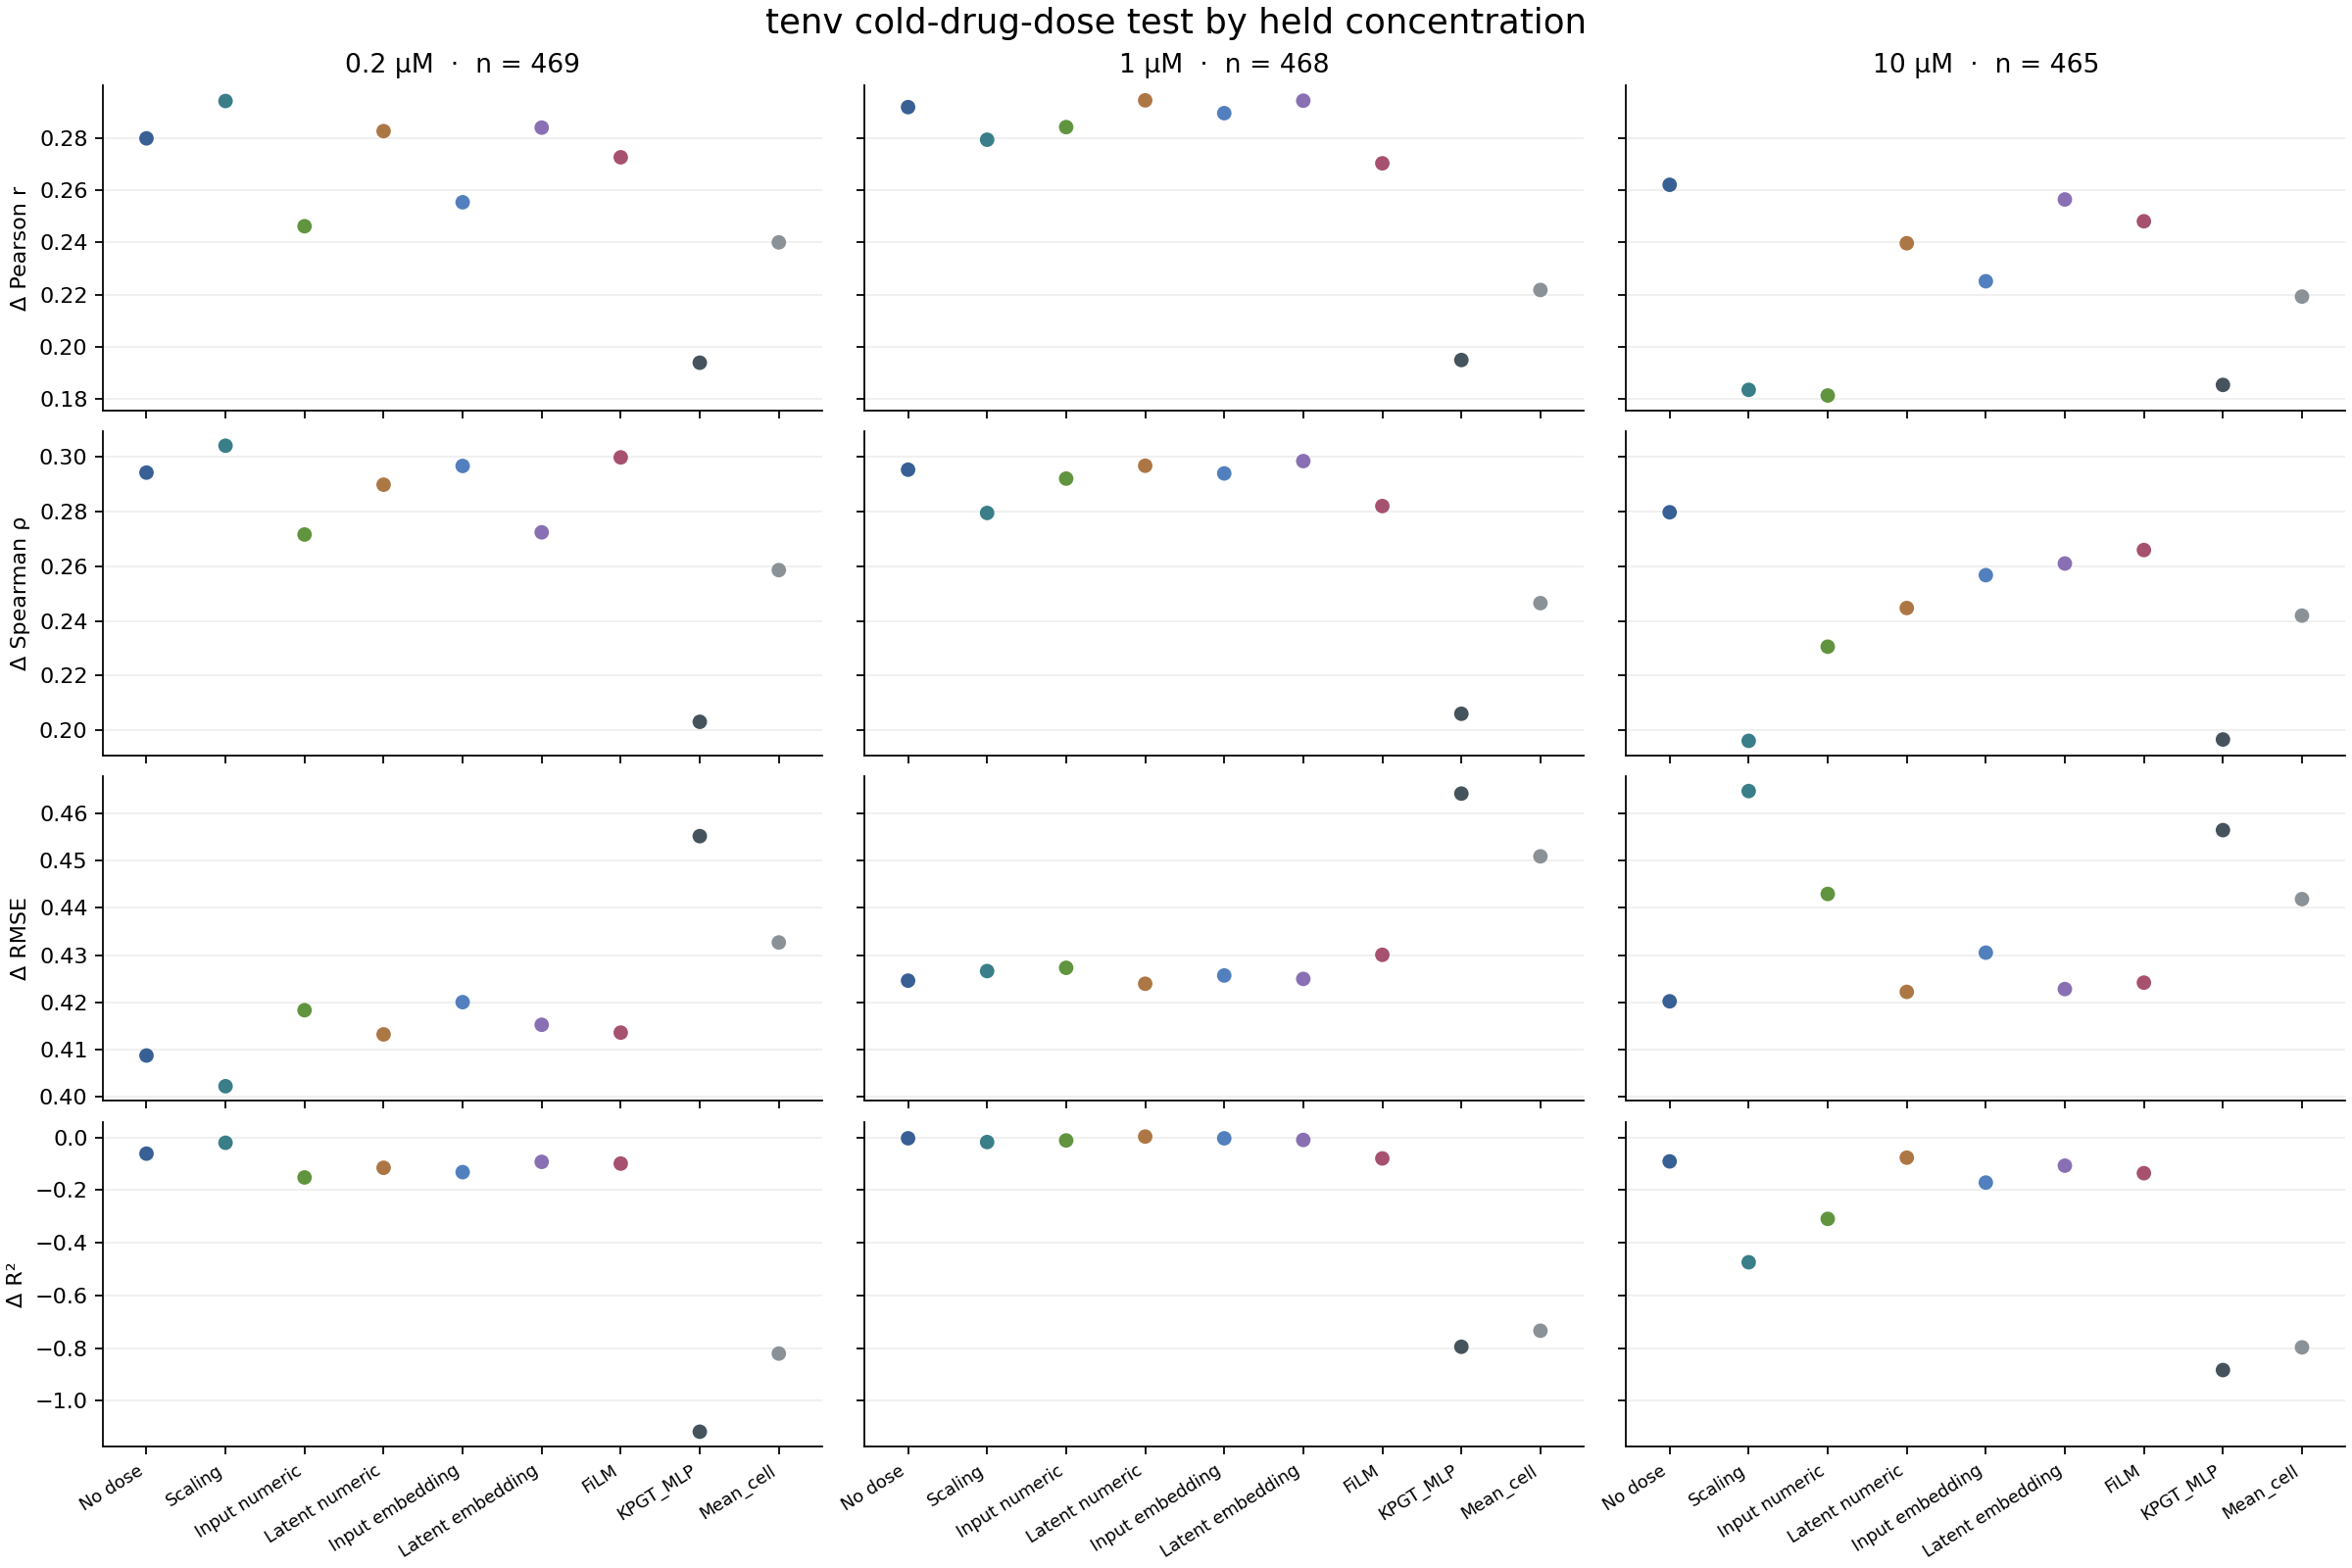 tenv cold-drug-dose test by held concentration
0.2 µM · n = 469
1 µM · n = 468
10 µM · n = 465
Δ Pearson r
0.28
0.26
0.24
0.22
0.20
0.18
Δ Spearman ρ
0.30
0.28
0.26
0.24
0.22
0.20
Δ RMSE
0.46
0.45
0.44
0.43
0.42
0.41
0.40
Δ R²
0.0
−0.2
−0.4
−0.6
−0.8
−1.0
No dose
Scaling
Input numeric
Latent numeric
Input embedding
Latent embedding
FiLM
KPGT_MLP
Mean_cell
No dose
Scaling
Input numeric
Latent numeric
Input embedding
Latent embedding
FiLM
KPGT_MLP
Mean_cell
No dose
Scaling
Input numeric
Latent numeric
Input embedding
Latent embedding
FiLM
KPGT_MLP
Mean_cell